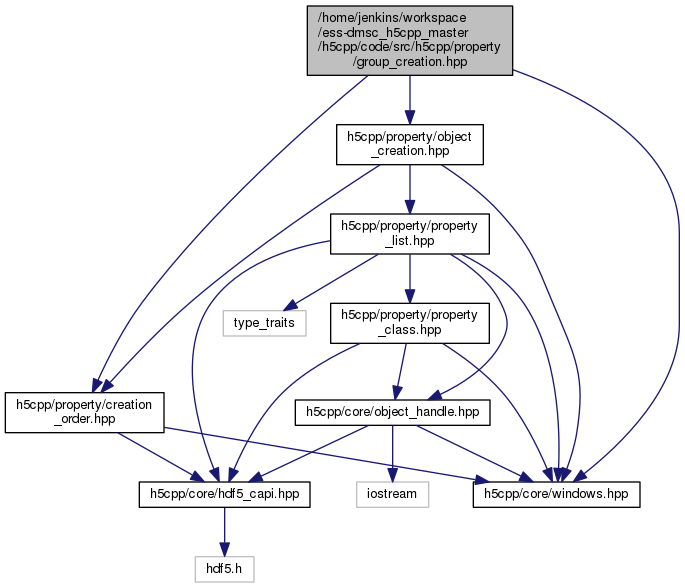 /home/jenkins/workspace
/ess-dmsc_h5cpp_master
/h5cpp/code/src/h5cpp/property
/group_creation.hpp
h5cpp/property/object
_creation.hpp
h5cpp/property/property
_list.hpp
type_traits
h5cpp/property/property
_class.hpp
h5cpp/property/creation
_order.hpp
h5cpp/core/object_handle.hpp
h5cpp/core/hdf5_capi.hpp
iostream
h5cpp/core/windows.hpp
hdf5.h